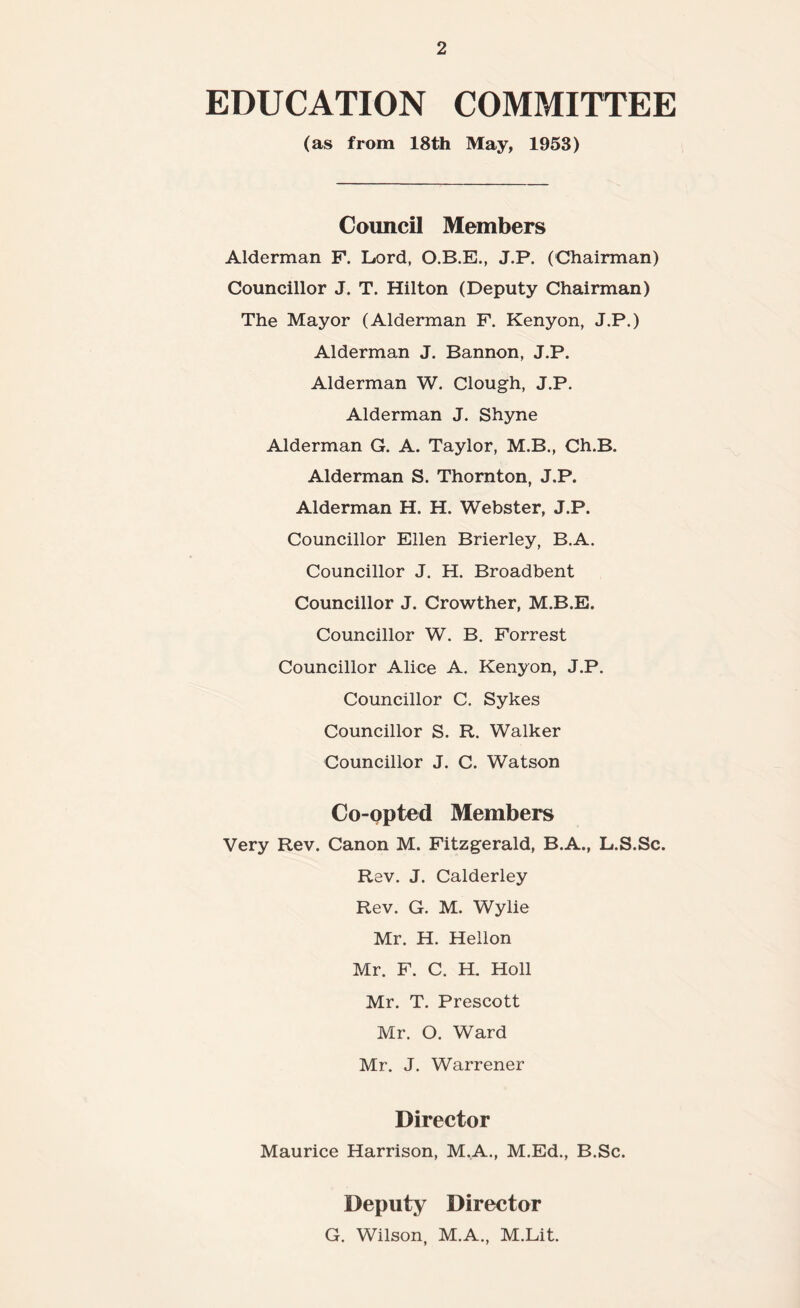 2
EDUCATION COMMITTEE
(as from 18th May, 1953)
Council Members
Alderman F. Lord, O.B.E., J.P. (Chairman)
Councillor J. T. Hilton (Deputy Chairman)
The Mayor (Alderman F. Kenyon, J.P.)
Alderman J. Bannon, J.P.
Alderman W. Clough, J.P.
Alderman J. Shyne
Alderman G. A. Taylor, M.B., Ch.B.
Alderman S. Thornton, J.P.
Alderman H. H. Webster, J.P.
Councillor Ellen Brierley, B.A.
Councillor J. H. Broadbent
Councillor J. Crowther, M.B.E.
Councillor W. B. Forrest
Councillor Alice A. Kenyon, J.P.
Councillor C. Sykes
Councillor S. R. Walker
Councillor J. C. Watson
Co-opted Members
Very Rev. Canon M. Fitzgerald, B.A., L.S.Sc.
Rev. J. Calderley
Rev. G. M. Wylie
Mr. H. Hellon
Mr. F. C. H. Holl
Mr. T. Prescott
Mr. O. Ward
Mr. J. Warrener
Director
Maurice Harrison, M.A., M.Ed., B.Sc.
Deputy Director
G. Wilson, M.A., M.Lit.